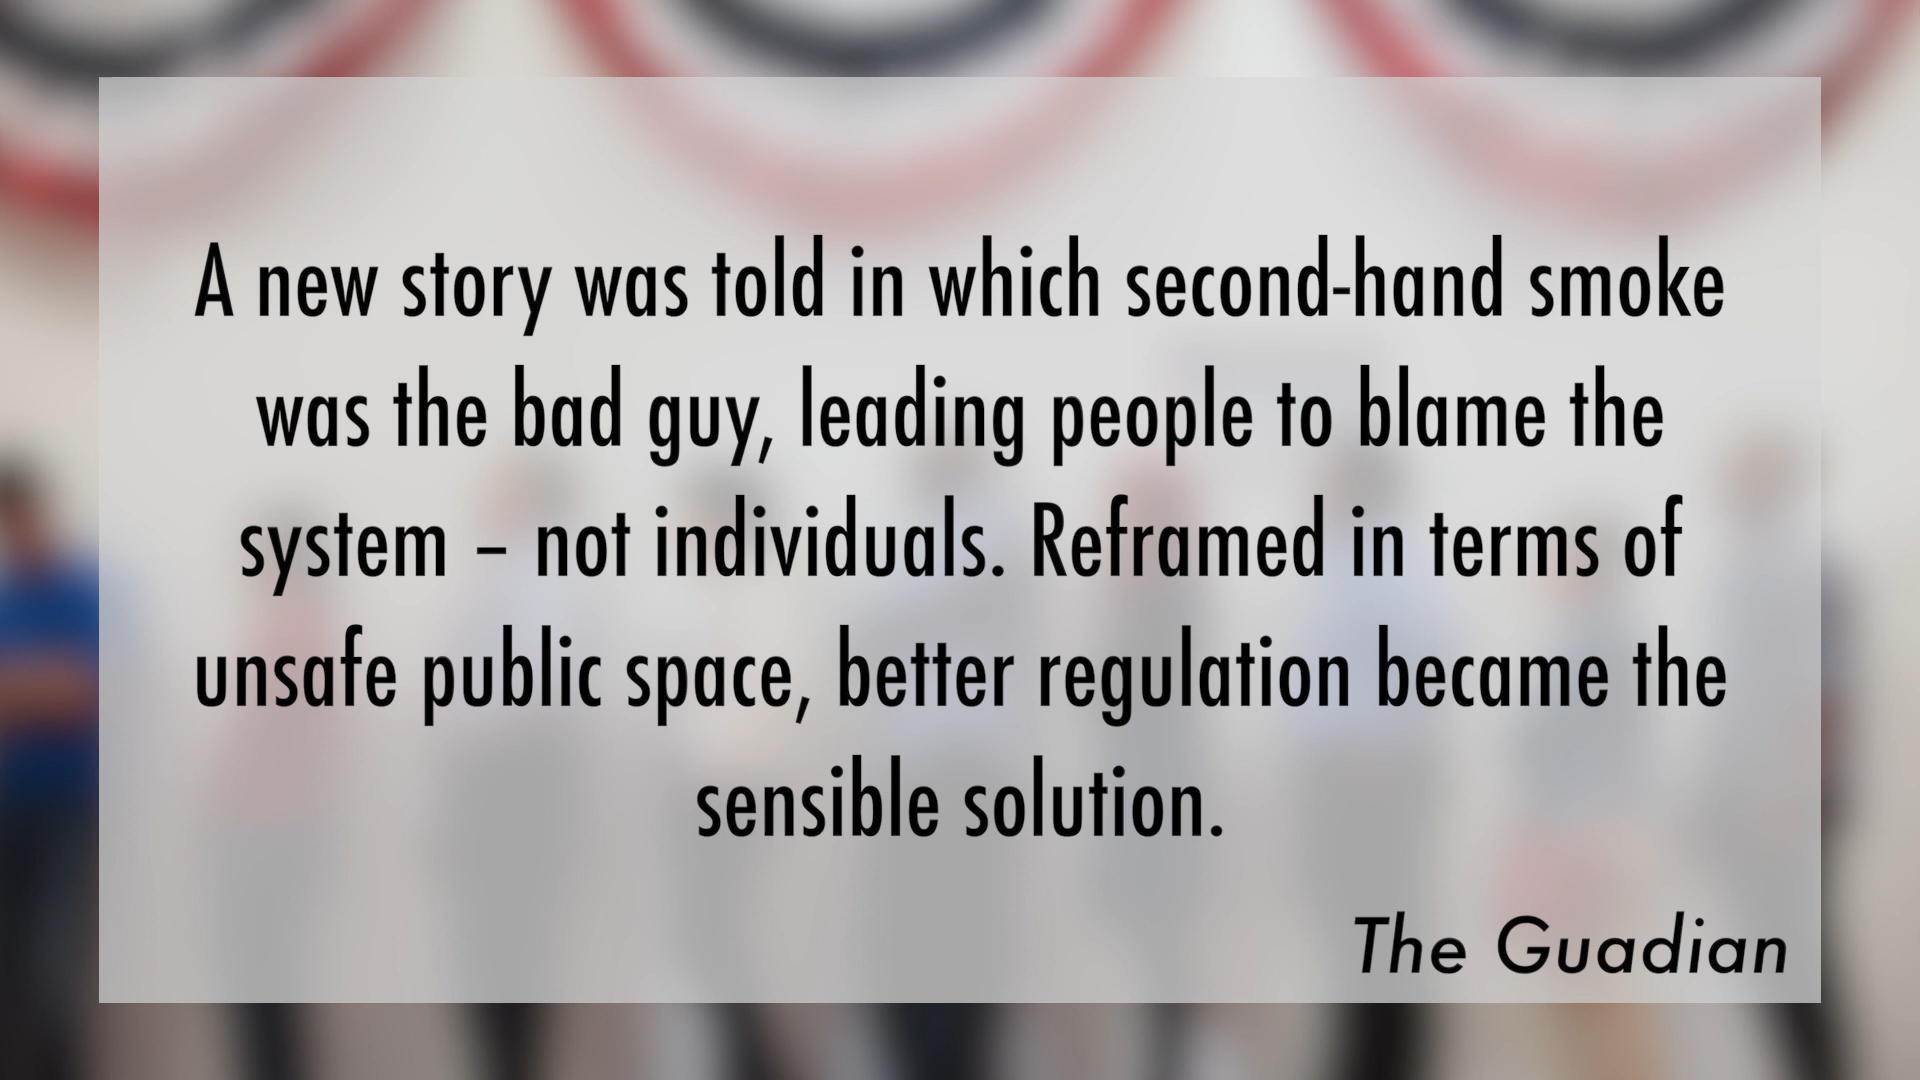 A new story was told in which second-hand smoke
was the bad guy, leading people to blame the
system – not individuals. Reframed in terms of
unsafe public space, better regulation became the
sensible solution.
The Guadian